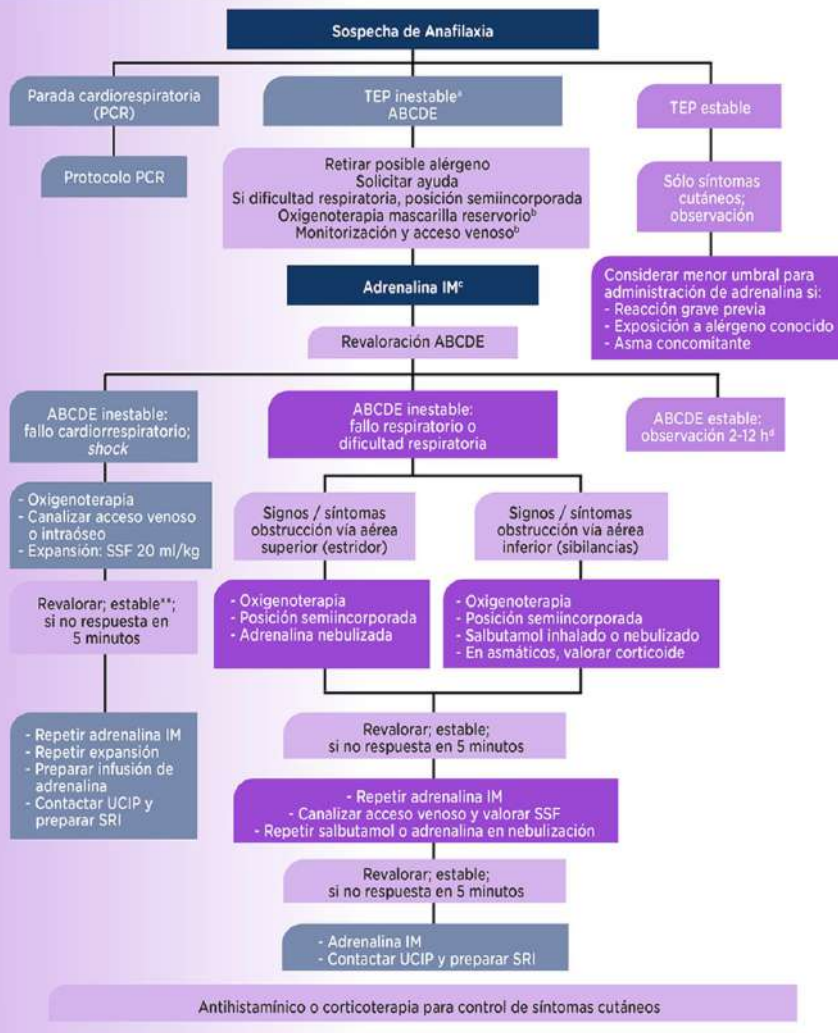 Sospecha de Anafilaxia
Parada cardiorespiratoria
(PCR)
TEP inestableᵃ
ABCDE
TEP estable
Protocolo PCR
Retirar posible alérgeno
Solicitar ayuda
Si dificultad respiratoria, posición semiincorporada
Oxigenoterapia mascarilla reservorioᵇ
Monitorización y acceso venosoᵇ
Sólo síntomas
cutáneos;
observación
Adrenalina IMᶜ
Considerar menor umbral para
administración de adrenalina si:
- Reacción grave previa
- Exposición a alérgeno conocido
- Asma concomitante
Revaloración ABCDE
ABCDE inestable:
fallo cardiorrespiratorio;
shock
ABCDE inestable:
fallo respiratorio o
dificultad respiratoria
ABCDE estable:
observación 2-12 hᵈ
- Oxigenoterapia
- Canalizar acceso venoso
o intraóseo
- Expansión: SSF 20 ml/kg
Signos / síntomas
obstrucción vía aérea
superior (estridor)
Signos / síntomas
obstrucción vía aérea
inferior (sibilancias)
Revalorar; estable**;
si no respuesta en
5 minutos
- Oxigenoterapia
- Posición semiincorporada
- Adrenalina nebulizada
- Oxigenoterapia
- Posición semiincorporada
- Salbutamol inhalado o nebulizado
- En asmáticos, valorar corticoide
- Repetir adrenalina IM
- Repetir expansión
- Preparar infusión de
adrenalina
- Contactar UCIP y
preparar SRI
Revalorar; estable;
si no respuesta en 5 minutos
- Repetir adrenalina IM
- Canalizar acceso venoso y valorar SSF
- Repetir salbutamol o adrenalina en nebulización
Revalorar; estable;
si no respuesta en 5 minutos
- Adrenalina IM
- Contactar UCIP y preparar SRI
Antihistamínico o corticoterapia para control de síntomas cutáneos